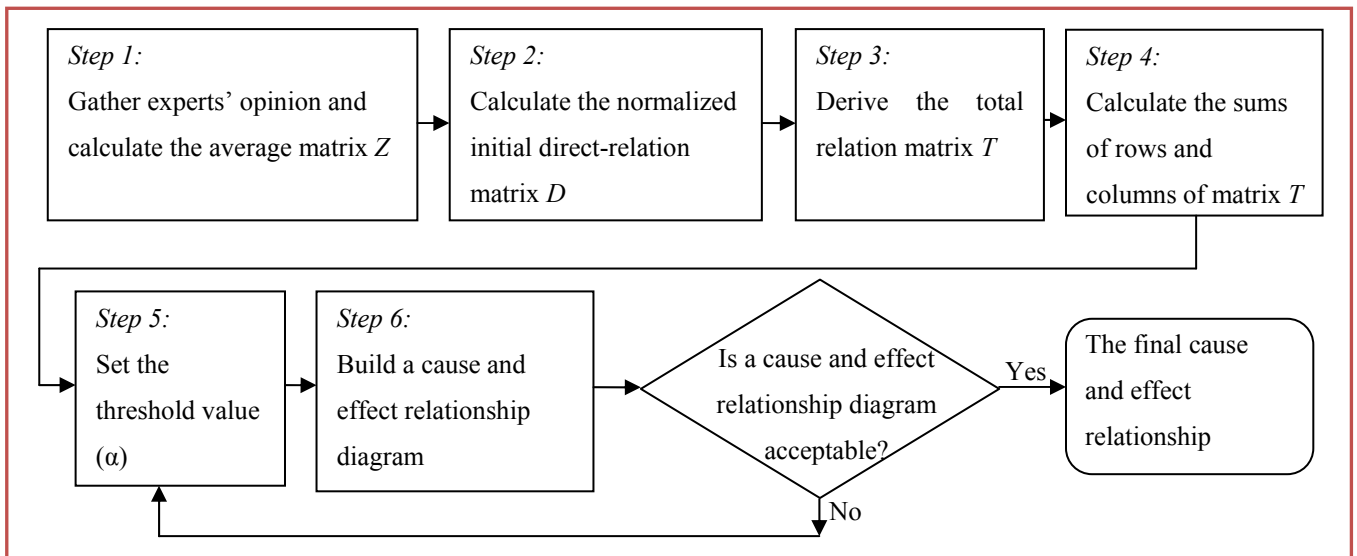 Step 1:
Gather experts’ opinion and
calculate the average matrix Z
Step 2:
Calculate the normalized
initial direct-relation
matrix D
Step 3:
Derive the total
relation matrix T
Step 4:
Calculate the sums
of rows and
columns of matrix T
Step 5:
Set the
threshold value
(α)
Step 6:
Build a cause and
effect relationship
diagram
Is a cause and effect
relationship diagram
acceptable?
Yes
The final cause
and effect
relationship
No